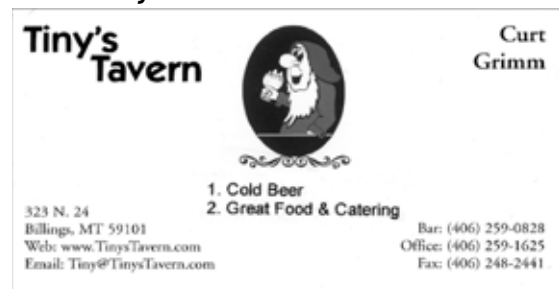 Tiny's
Tavern
Curt
Grimm
1. Cold Beer
2. Great Food & Catering
323 N. 24
Billings, MT 59101
Web: www.TinysTavern.com
Email: Tiny@TinysTavern.com
Bar: (406) 259-0828
Office: (406) 259-1625
Fax: (406) 248-2441